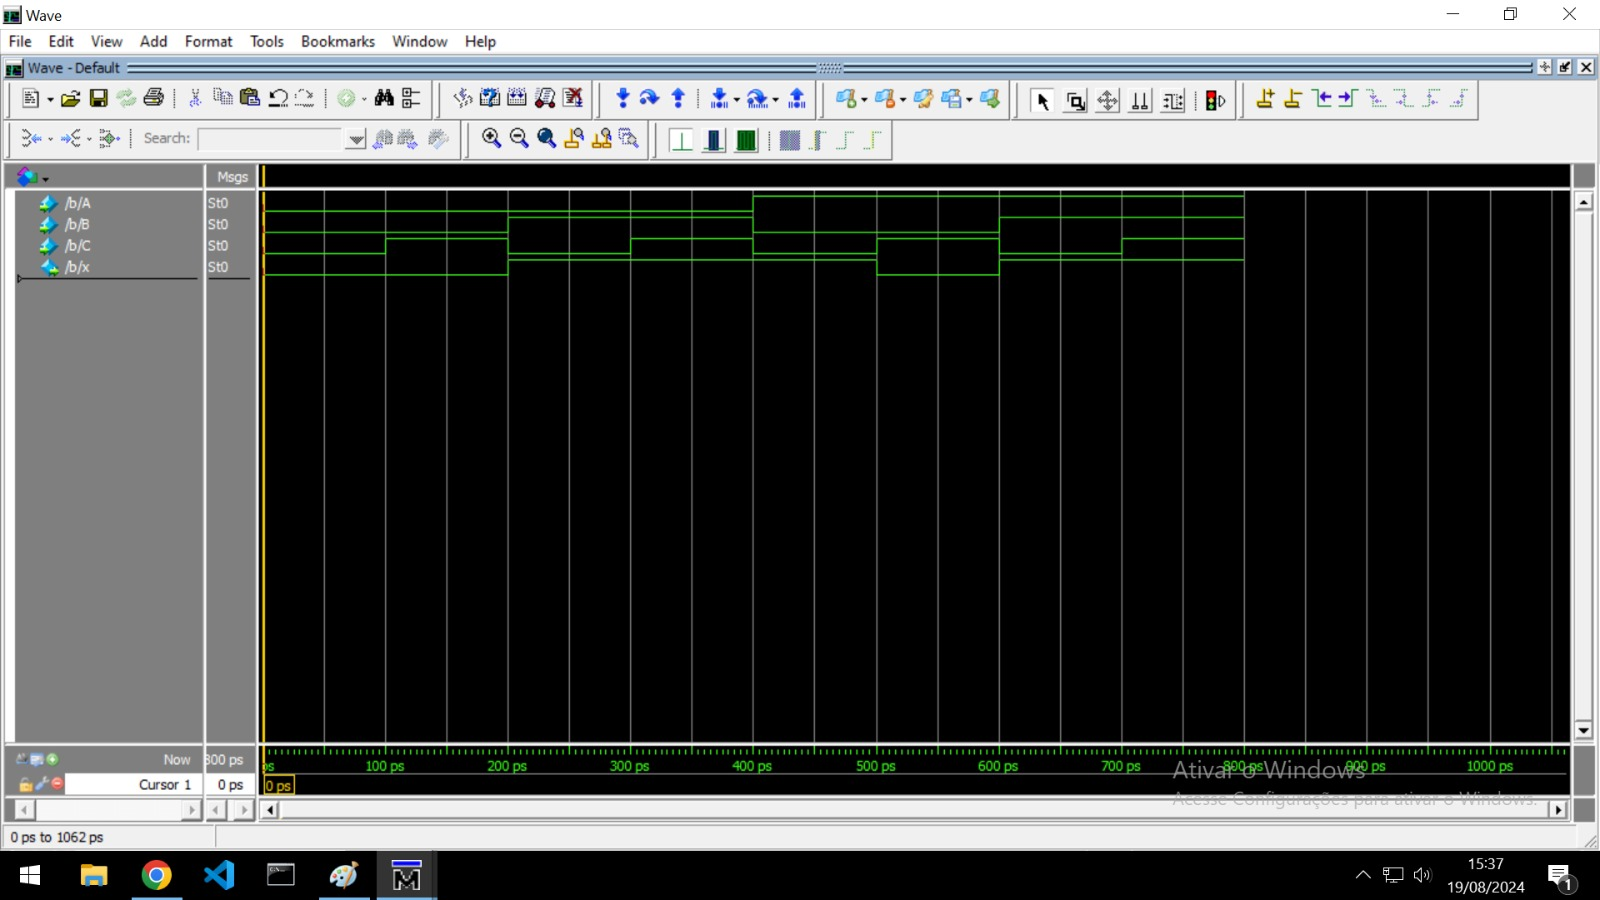 Wave
File Edit View Add Format Tools Bookmarks Window Help
Wave - Default
Search:
Msgs
/b/A St0
/b/B St0
/b/C St0
/b/x St0
Now 800 ps
ps 100 ps 200 ps 300 ps 400 ps 500 ps 600 ps 700 ps 800 ps 900 ps 1000 ps
Ativar o Windows
Cursor 1 0 ps 0 ps
Acesse Configurações para ativar o Windows.
0 ps to 1062 ps
15:37
19/08/2024
1